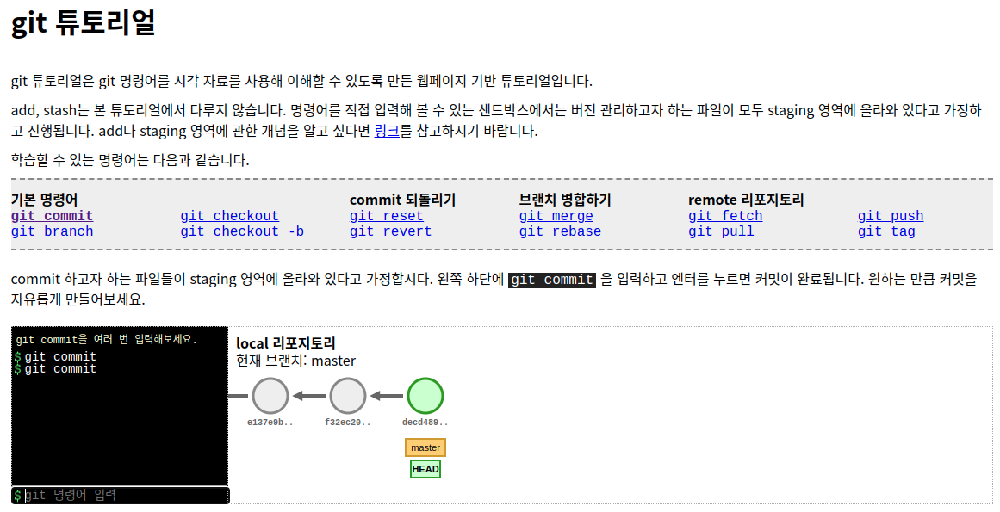 git 튜토리얼
git 튜토리얼은 git 명령어를 시각 자료를 사용해 이해할 수 있도록 만든 웹페이지 기반 튜토리얼입니다.
add, stash는 본 튜토리얼에서 다루지 않습니다. 명령어를 직접 입력해 볼 수 있는 샌드박스에서는 버전 관리하고자 하는 파일이 모두 staging 영역에 올라와 있다고 가정하
고 진행됩니다. add나 staging 영역에 관한 개념을 알고 싶다면 링크를 참고하시기 바랍니다.
학습할 수 있는 명령어는 다음과 같습니다.
기본 명령어 commit 되돌리기 브랜치 병합하기 remote 리포지토리
git commit git checkout git reset git merge git fetch git push
git branch git checkout -b git revert git rebase git pull git tag
commit 하고자 하는 파일들이 staging 영역에 올라와 있다고 가정합시다. 왼쪽 하단에 git commit 을 입력하고 엔터를 누르면 커밋이 완료됩니다. 원하는 만큼 커밋을
자유롭게 만들어보세요.
git commit을 여러 번 입력해보세요.
$ git commit
$ git commit
$ git 명령어 입력
local 리포지토리
현재 브랜치: master
e137e9b.. f32ec20.. decd489..
master
HEAD